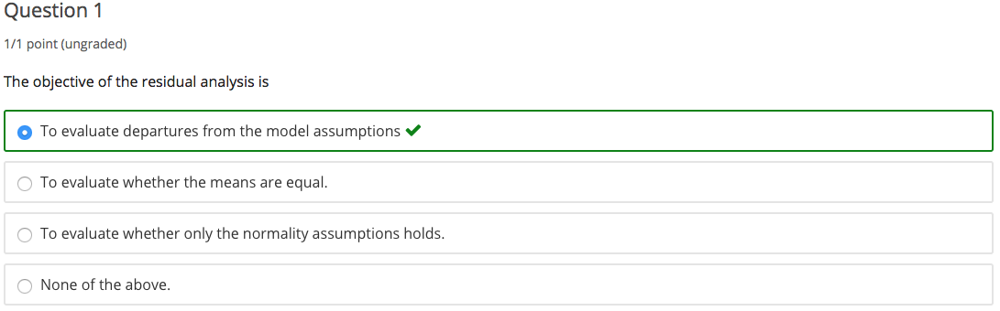 Question 1
1/1 point (ungraded)
The objective of the residual analysis is
To evaluate departures from the model assumptions
To evaluate whether the means are equal.
To evaluate whether only the normality assumptions holds.
None of the above.